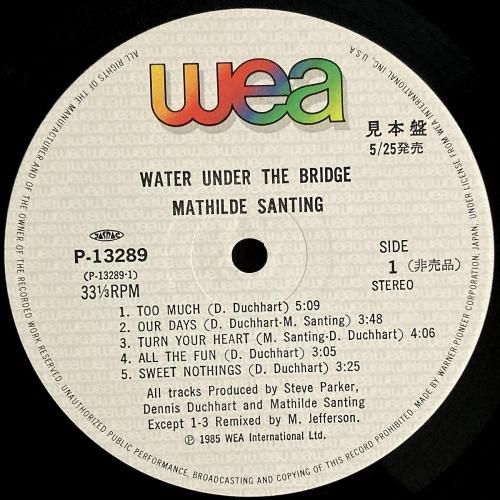 wea
見本盤
5/25発売
WATER UNDER THE BRIDGE
MATHILDE SANTING
JASRAC
P-13289
(P-13289-1)
33⅓RPM
SIDE
1 (非売品)
STEREO
1. TOO MUCH (D. Duchhart) 5:09
2. OUR DAYS (D. Duchhart-M. Santing) 3:48
3. TURN YOUR HEART (M. Santing-D. Duchhart) 4:06
4. ALL THE FUN (D. Duchhart) 3:05
5. SWEET NOTHINGS (D. Duchhart) 3:25
All tracks Produced by Steve Parker,
Dennis Duchhart and Mathilde Santing
Except 1-3 Remixed by M. Jefferson.
Ⓟ1985 WEA International Ltd.
ALL RIGHTS OF THE MANUFACTURER AND OF THE OWNER OF THE RECORDED WORK RESERVED. UNAUTHORIZED PUBLIC PERFORMANCE, BROADCASTING AND COPYING OF THIS RECORD PROHIBITED. MADE BY WARNER-PIONEER CORPORATION, JAPAN, UNDER LICENSE FROM WEA INTERNATIONAL INC., U.S.A.